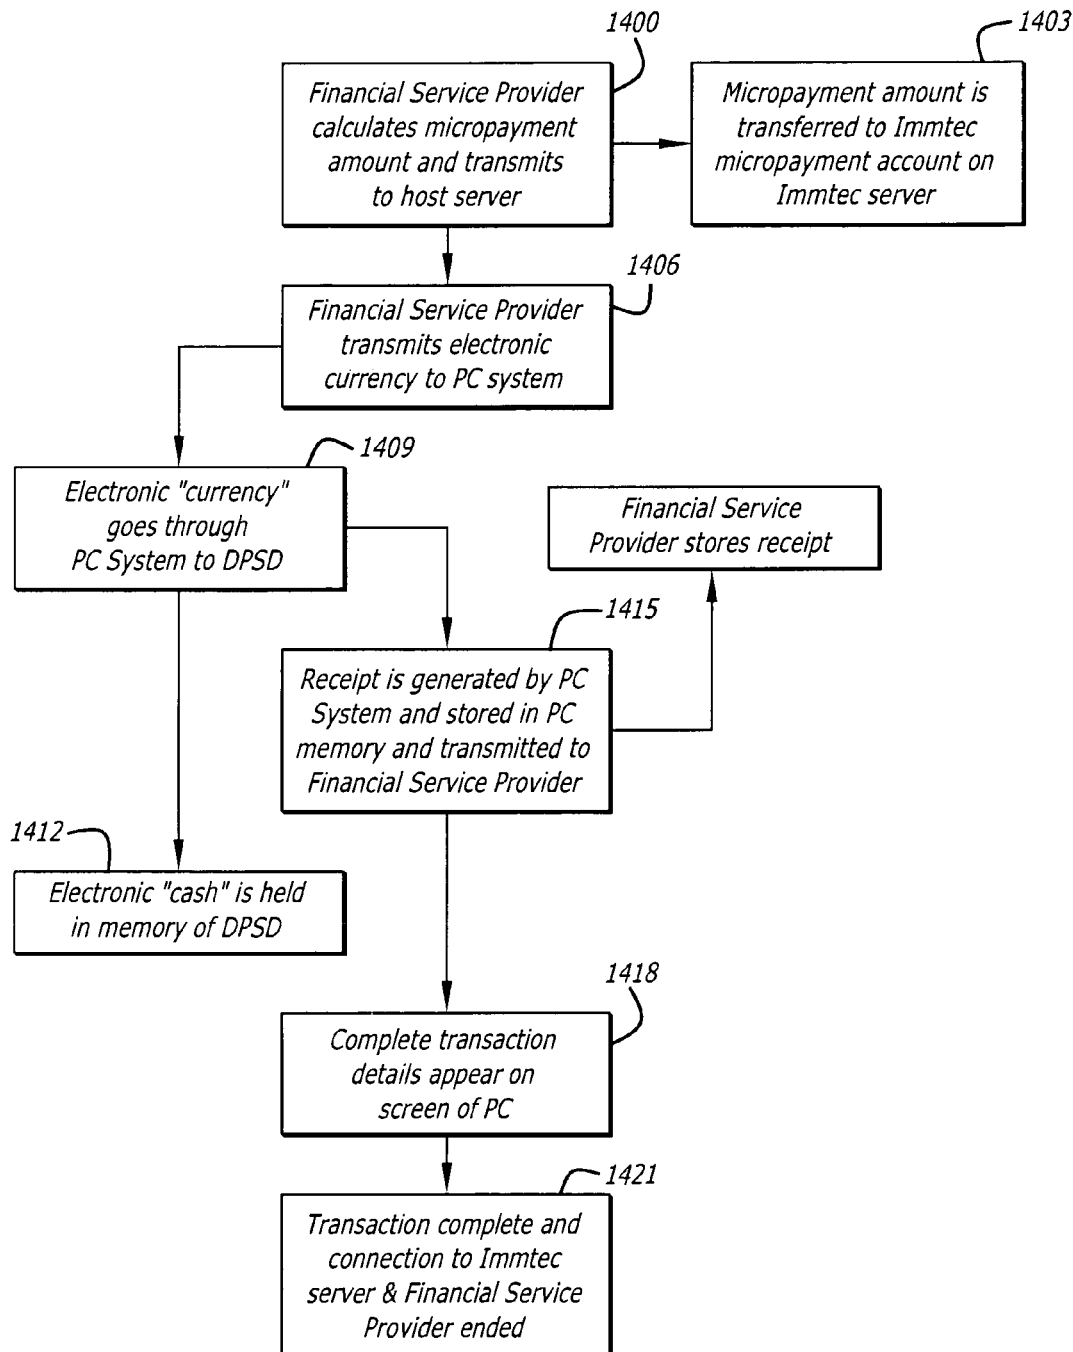 1400
1403
Financial Service Provider
calculates micropayment
amount and transmits
to host server
Micropayment amount is
transferred to Immtec
micropayment account on
Immtec server
1406
Financial Service Provider
transmits electronic
currency to PC system
1409
Electronic "currency"
goes through
PC System to DPSD
Financial Service
Provider stores receipt
1415
Receipt is generated by PC
System and stored in PC
memory and transmitted to
Financial Service Provider
1412
Electronic "cash" is held
in memory of DPSD
1418
Complete transaction
details appear on
screen of PC
1421
Transaction complete and
connection to Immtec
server & Financial Service
Provider ended